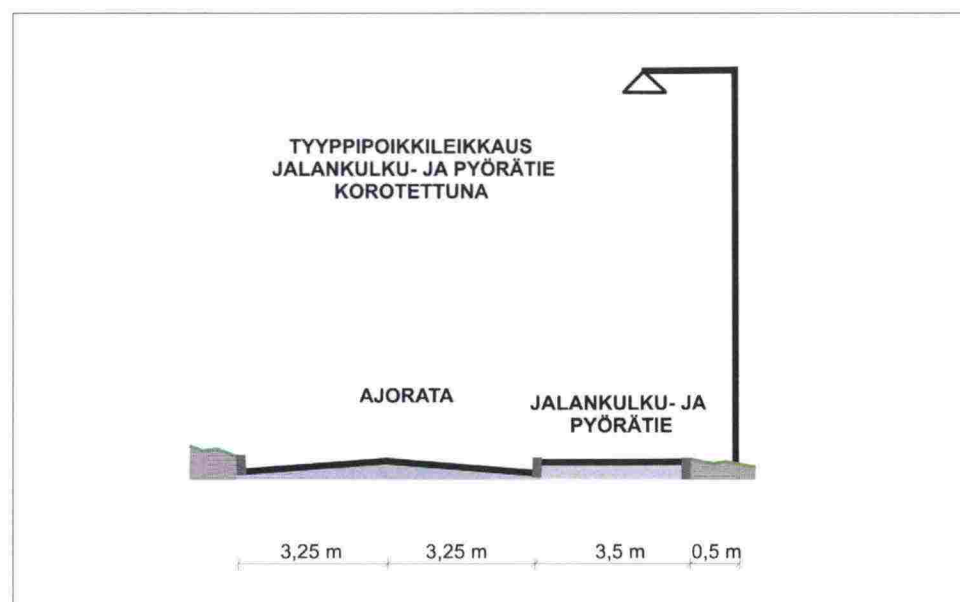 TYYPPIPOIKKILEIKKAUS
JALANKULKU- JA PYÖRÄTIE
KOROTETTUNA
AJORATA
JALANKULKU- JA
PYÖRÄTIE
3,25 m
3,25 m
3,5 m
0,5 m